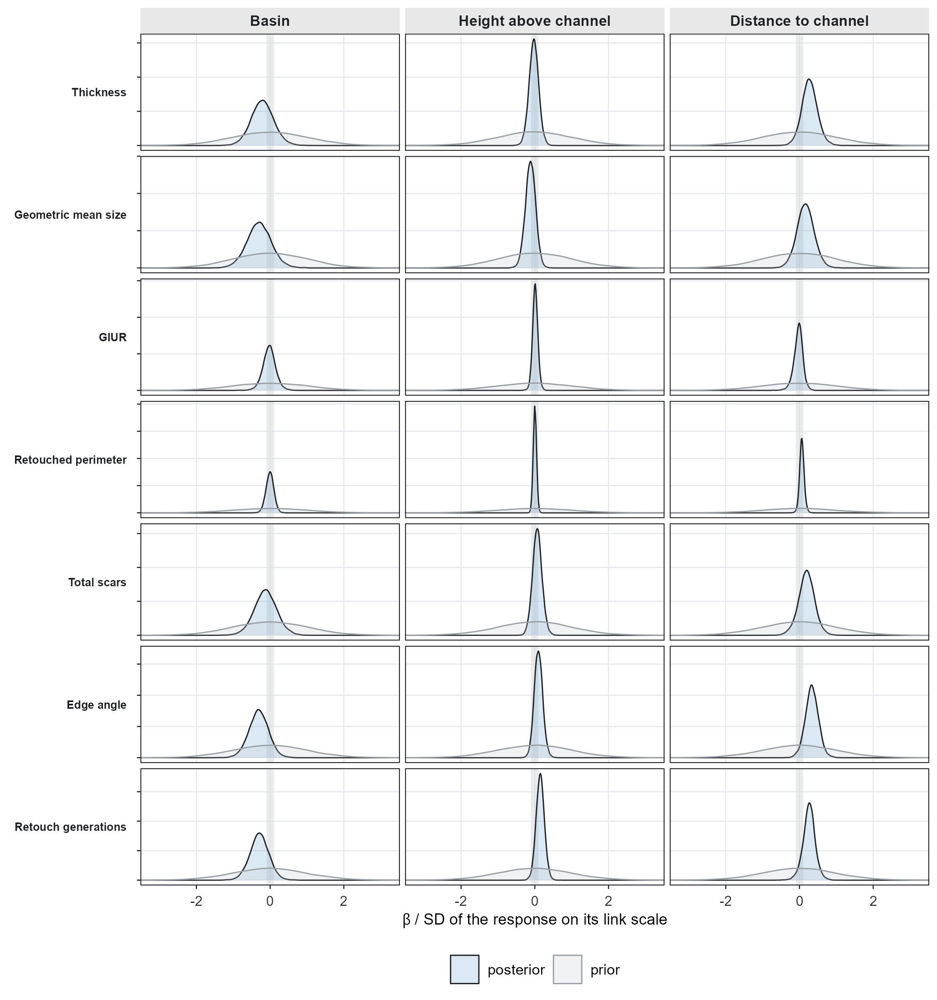 Basin Height above channel Distance to channel
Thickness
Geometric mean size
GIUR
Retouched perimeter
Total scars
Edge angle
Retouch generations
-2 0 2 -2 0 2 -2 0 2
β / SD of the response on its link scale
posterior prior